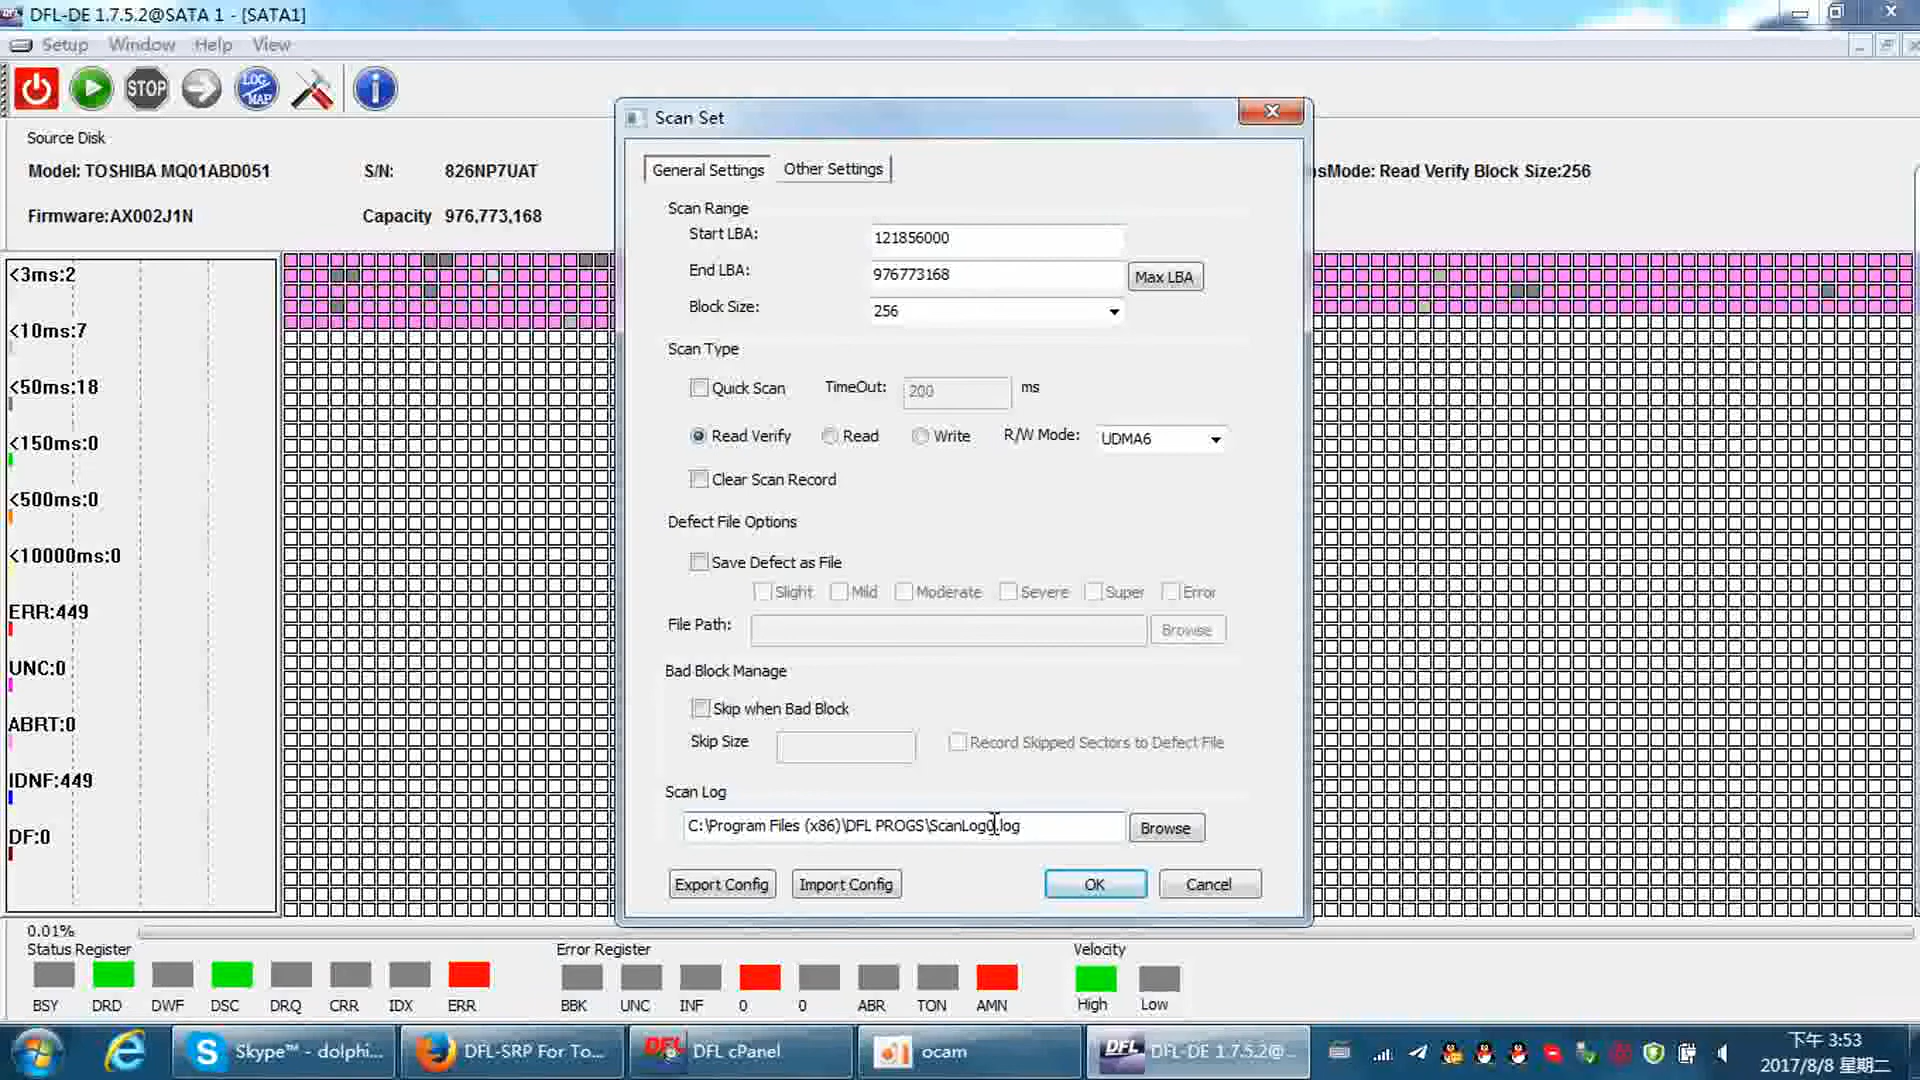 DFL-DE 1.7.5.2@SATA 1 - [SATA1]
Setup Window Help View
STOP
LOG
MAP
Source Disk
Model: TOSHIBA MQ01ABD051 S/N: 826NP7UAT
sMode: Read Verify Block Size:256
Firmware:AX002J1N Capacity 976,773,168
<3ms:2
<10ms:7
<50ms:18
<150ms:0
<500ms:0
<10000ms:0
ERR:449
UNC:0
ABRT:0
IDNF:449
DF:0
Scan Set
General Settings Other Settings
Scan Range
Start LBA: 121856000
End LBA: 976773168 Max LBA
Block Size: 256
Scan Type
Quick Scan TimeOut: 200 ms
Read Verify Read Write R/W Mode: UDMA6
Clear Scan Record
Defect File Options
Save Defect as File
Slight Mild Moderate Severe Super Error
File Path: Browse
Bad Block Manage
Skip when Bad Block
Skip Size Record Skipped Sectors to Defect File
Scan Log
C:\Program Files (x86)\DFL PROGS\ScanLog0.log Browse
Export Config Import Config OK Cancel
0.01%
Status Register Error Register Velocity
BSY DRD DWF DSC DRQ CRR IDX ERR BBK UNC INF 0 0 ABR TON AMN High Low
Skype™ - dolphi... DFL-SRP For To... DFL cPanel ocam DFL DFL-DE 1.7.5.2@...
下午 3:53
2017/8/8 星期二